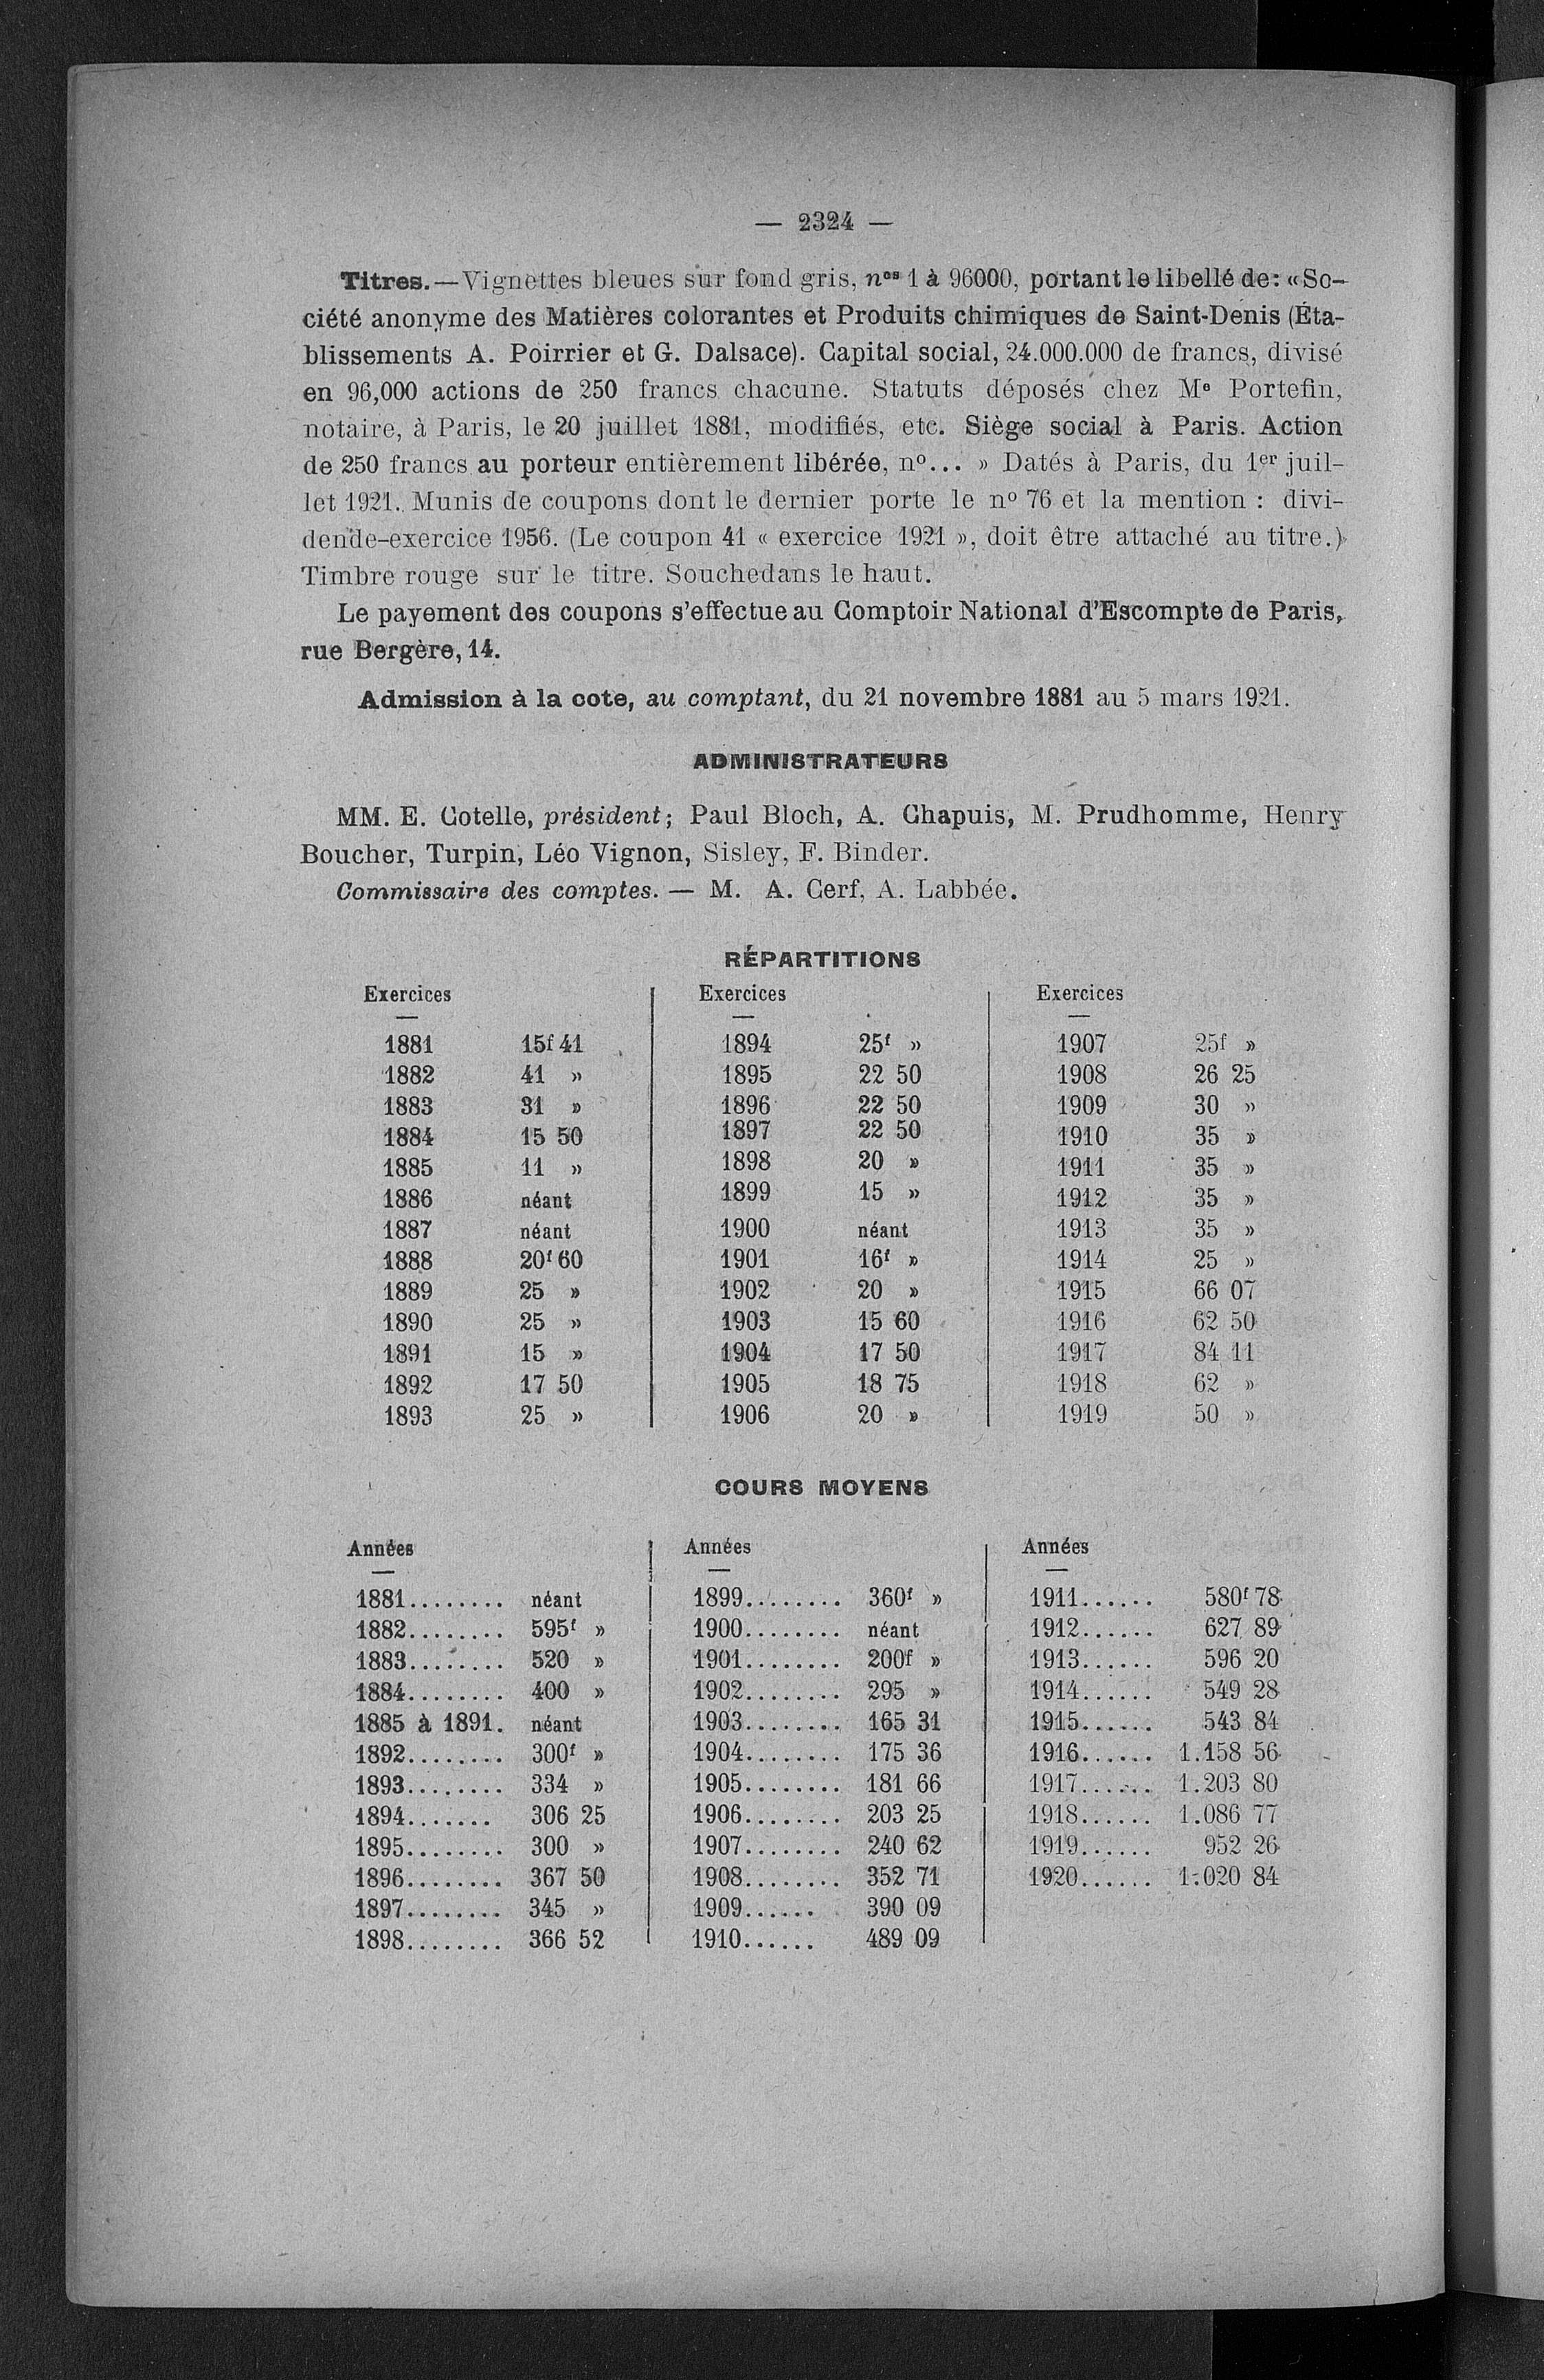 — 2324 —
Titres. — Vignettes bleues sur fond gris, nos 1 à 96000, portant le libellé de: «So-
ciété anonyme des Matières colorantes et Produits chimiques de Saint-Denis (Éta-
blissements A. Poirrier et G. Dalsace). Capital social, 24.000.000 de francs, divisé
en 96,000 actions de 250 francs chacune. Statuts déposés chez Me Portefin,
notaire, à Paris, le 20 juillet 1881, modifiés, etc. Siège social à Paris. Action
de 250 francs au porteur entièrement libérée, no... » Datés à Paris, du 1er juil-
let 1921. Munis de coupons dont le dernier porte le no 76 et la mention : divi-
dende-exercice 1956. (Le coupon 41 « exercice 1921 », doit être attaché au titre.)
Timbre rouge sur le titre. Souchedans le haut.
Le payement des coupons s'effectue au Comptoir National d'Escompte de Paris,
rue Bergère, 14.
Admission à la cote, au comptant, du 21 novembre 1881 au 5 mars 1921.
ADMINISTRATEURS
MM. E. Cotelle, président; Paul Bloch, A. Chapuis, M. Prudhomme, Henry
Boucher, Turpin, Léo Vignon, Sisley, F. Binder.
Commissaire des comptes. — M. A. Cerf, A. Labbée.
RÉPARTITIONS
Exercices Exercices Exercices
1881 15f 41 1894 25f » 1907 25f »
1882 41 » 1895 22 50 1908 26 25
1883 31 » 1896 22 50 1909 30 »
1884 15 50 1897 22 50 1910 35 »
1885 11 » 1898 20 » 1911 35 »
1886 néant 1899 15 » 1912 35 »
1887 néant 1900 néant 1913 35 »
1888 20f 60 1901 16f » 1914 25 »
1889 25 » 1902 20 » 1915 66 07
1890 25 » 1903 15 60 1916 62 50
1891 15 » 1904 17 50 1917 84 11
1892 17 50 1905 18 75 1918 62 »
1893 25 » 1906 20 » 1919 50 »
COURS MOYENS
Années Années Années
1881........ néant 1899........ 360f » 1911...... 580f 78
1882........ 595f » 1900........ néant 1912...... 627 89
1883........ 520 » 1901........ 200f » 1913...... 596 20
1884........ 400 » 1902........ 295 » 1914...... 549 28
1885 à 1891. néant 1903........ 165 31 1915...... 543 84
1892........ 300f » 1904........ 175 36 1916...... 1.158 56
1893........ 334 » 1905........ 181 66 1917...... 1.203 80
1894....... 306 25 1906........ 203 25 1918...... 1.086 77
1895........ 300 » 1907........ 240 62 1919...... 952 26
1896........ 367 50 1908........ 352 71 1920...... 1.020 84
1897........ 345 » 1909...... 390 09
1898........ 366 52 1910...... 489 09